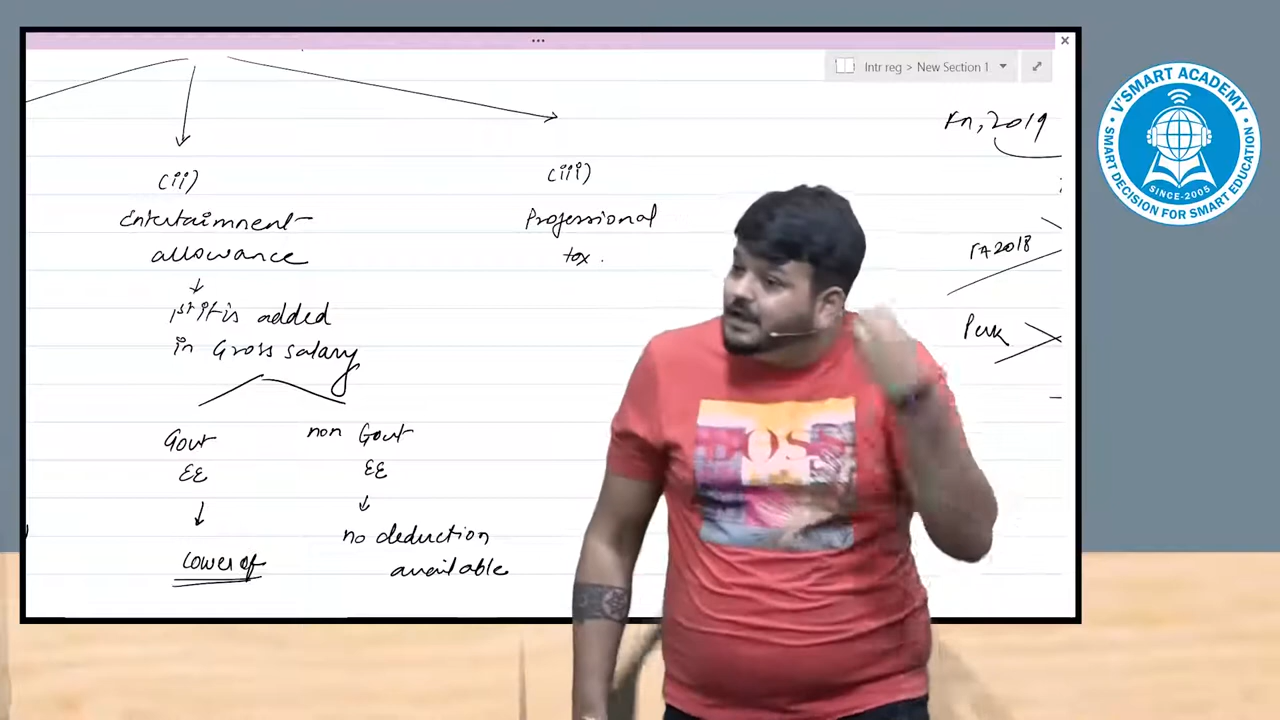 Intr reg > New Section 1
(ii)
Entertainment
allowance
1st it is added
in Gross salary
Govt
EE
lower of
non Govt
EE
no deduction
available
(iii)
Professional
tax.
2019
FA 2018
Perk
V'SMART ACADEMY
SMART DECISION FOR SMART EDUCATION
SINCE-2005